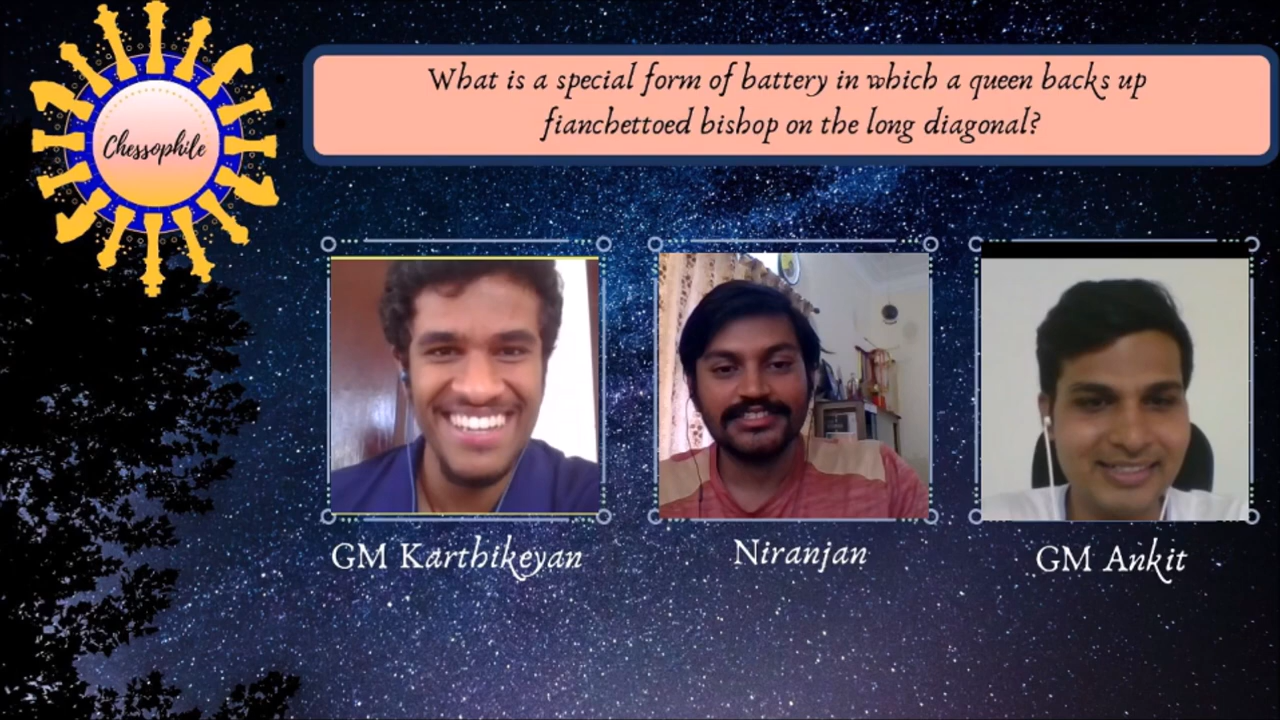 Chessophile
What is a special form of battery in which a queen backs up
fianchettoed bishop on the long diagonal?
GM Karthikeyan
Niranjan
GM Ankit